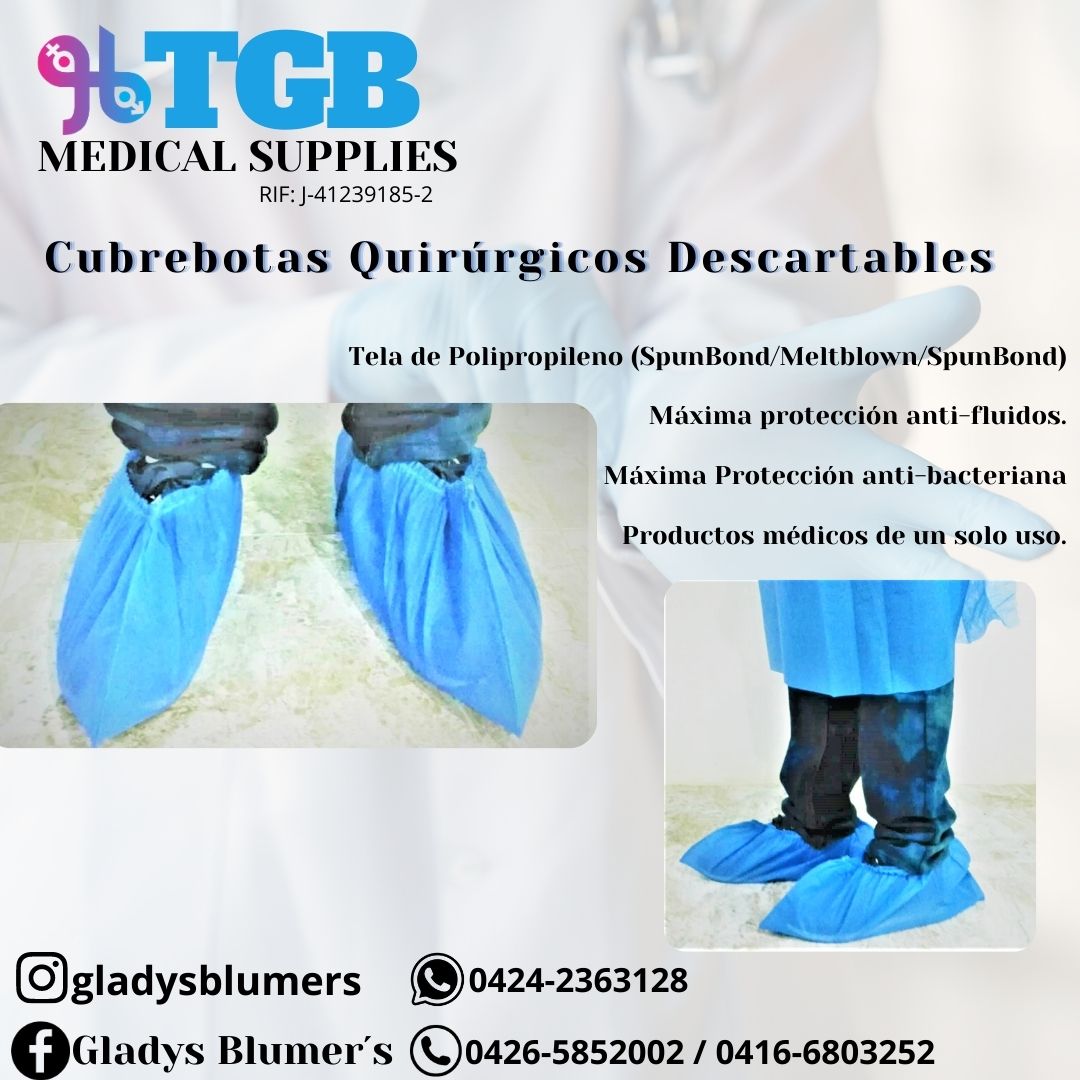 TGB
MEDICAL SUPPLIES
RIF: J-41239185-2
Cubrebotas Quirúrgicos Descartables
Tela de Polipropileno (SpunBond/Meltblown/SpunBond)
Máxima protección anti-fluidos.
Máxima Protección anti-bacteriana
Productos médicos de un solo uso.
gladysblumers
0424-2363128
Gladys Blumer´s
0426-5852002 / 0416-6803252